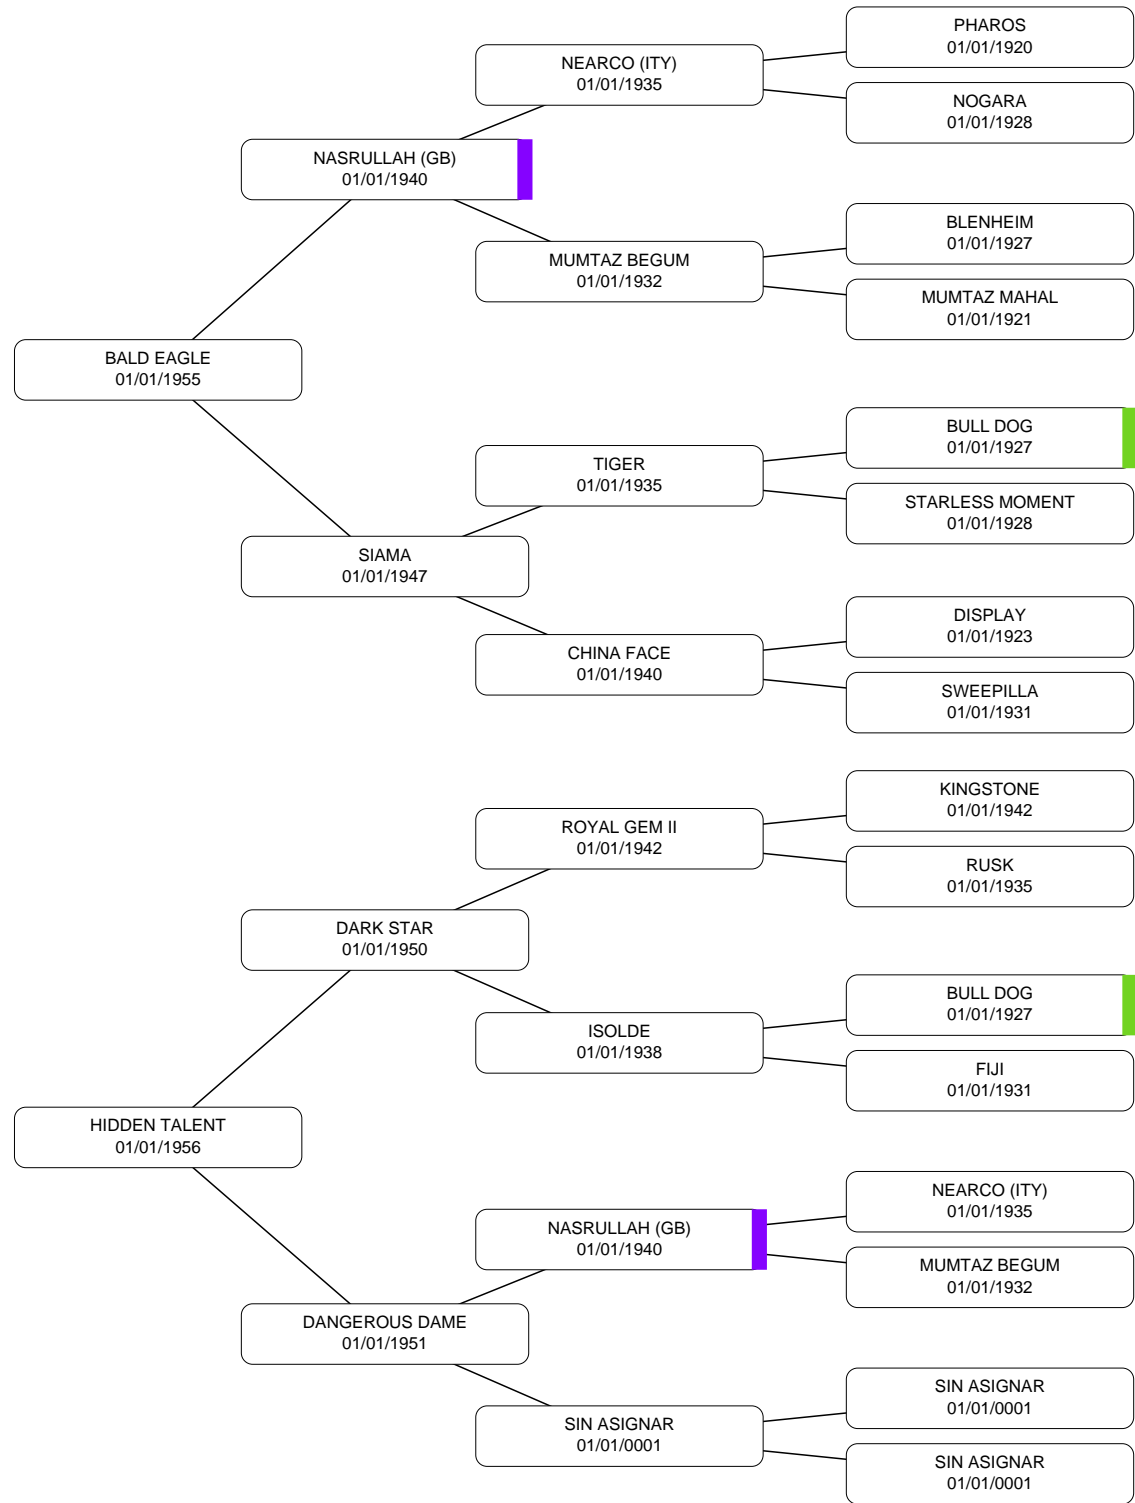 PHAROS
01/01/1920
NEARCO (ITY)
01/01/1935
NOGARA
01/01/1928
NASRULLAH (GB)
01/01/1940
BLENHEIM
01/01/1927
MUMTAZ BEGUM
01/01/1932
MUMTAZ MAHAL
01/01/1921
BALD EAGLE
01/01/1955
BULL DOG
01/01/1927
TIGER
01/01/1935
STARLESS MOMENT
01/01/1928
SIAMA
01/01/1947
DISPLAY
01/01/1923
CHINA FACE
01/01/1940
SWEEPILLA
01/01/1931
KINGSTONE
01/01/1942
ROYAL GEM II
01/01/1942
RUSK
01/01/1935
DARK STAR
01/01/1950
BULL DOG
01/01/1927
ISOLDE
01/01/1938
FIJI
01/01/1931
HIDDEN TALENT
01/01/1956
NEARCO (ITY)
01/01/1935
NASRULLAH (GB)
01/01/1940
MUMTAZ BEGUM
01/01/1932
DANGEROUS DAME
01/01/1951
SIN ASIGNAR
01/01/0001
SIN ASIGNAR
01/01/0001
SIN ASIGNAR
01/01/0001